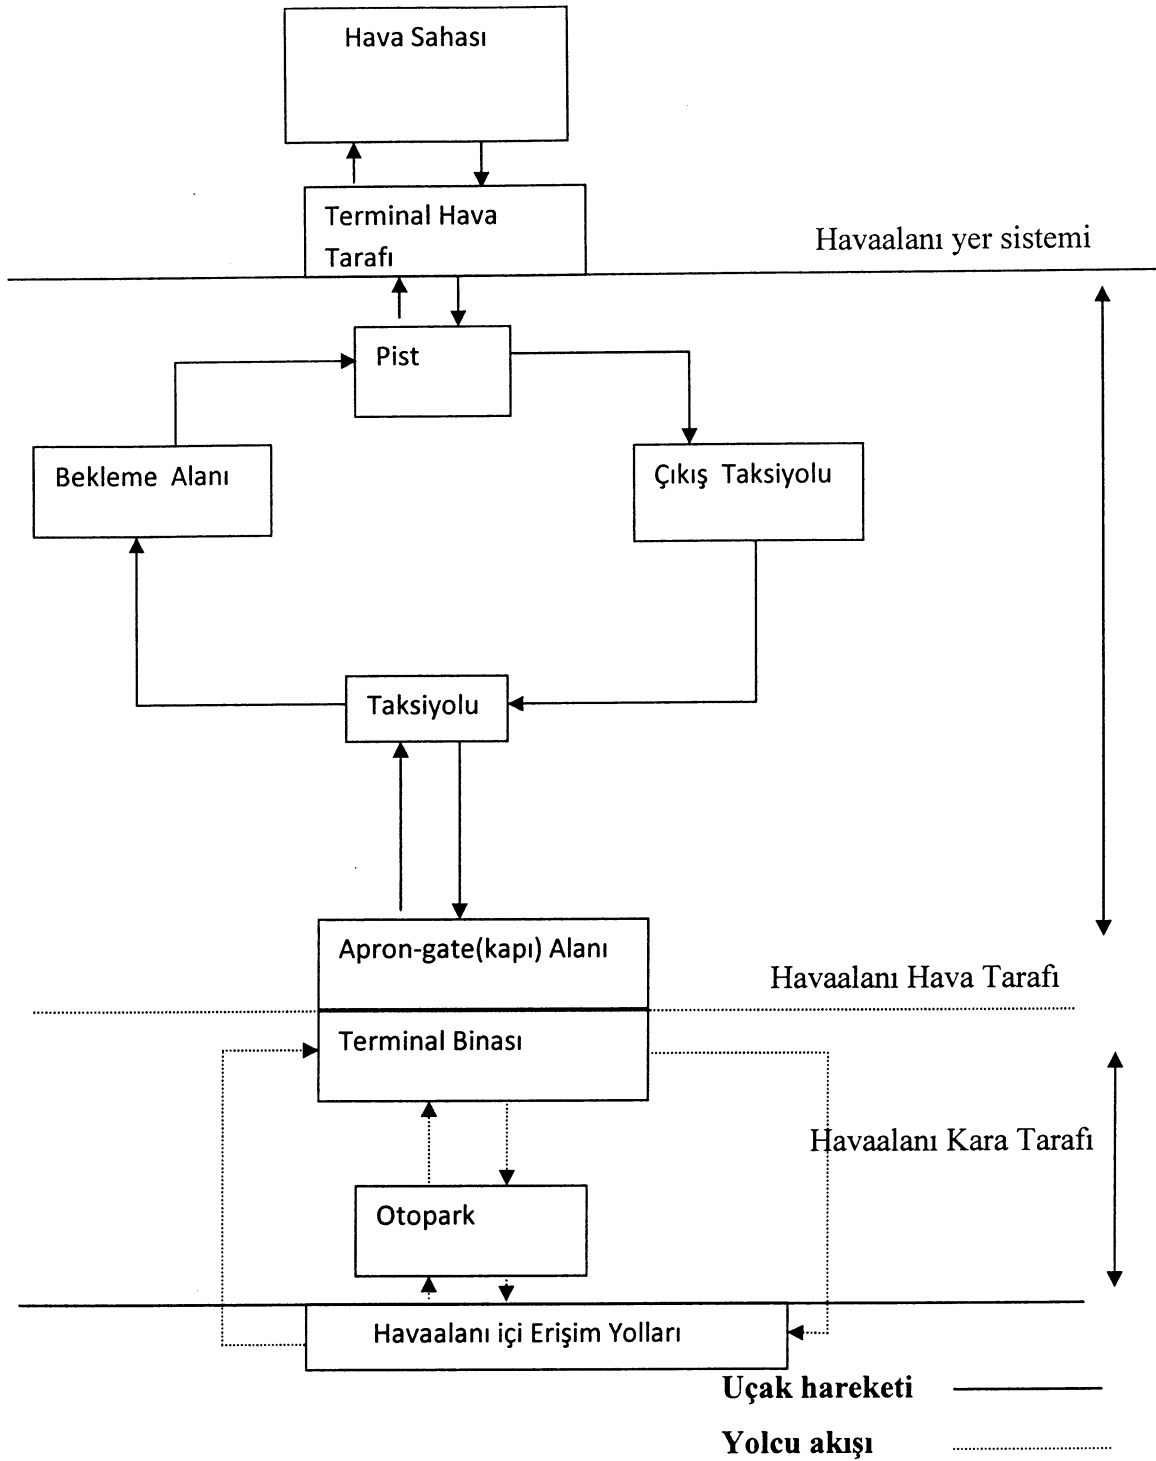 Hava Sahası
Terminal Hava
Tarafı
Havaalanı yer sistemi
Pist
Bekleme Alanı
Çıkış Taksiyolu
Taksiyolu
Apron-gate(kapı) Alanı
Havaalanı Hava Tarafı
Terminal Binası
Havaalanı Kara Tarafı
Otopark
Havaalanı içi Erişim Yolları
Uçak hareketi
Yolcu akışı